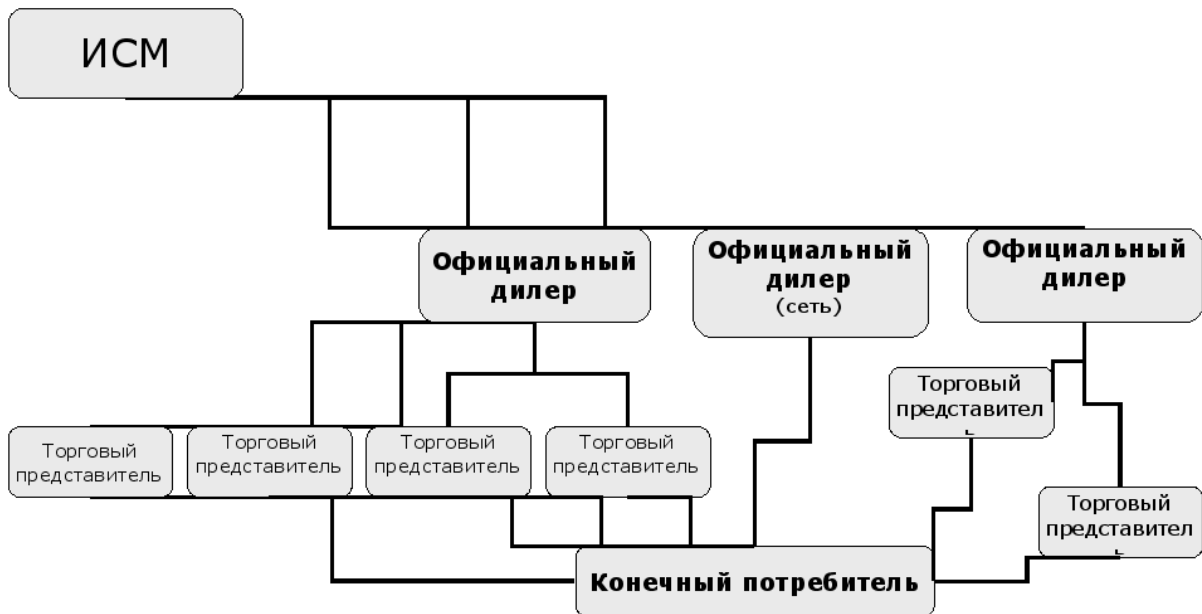 ИСМ
Официальный
дилер
Официальный
дилер
(сеть)
Официальный
дилер
Торговый
представител
ь
Торговый
представитель
Торговый
представитель
Торговый
представитель
Торговый
представитель
Торговый
представител
ь
Конечный потребитель